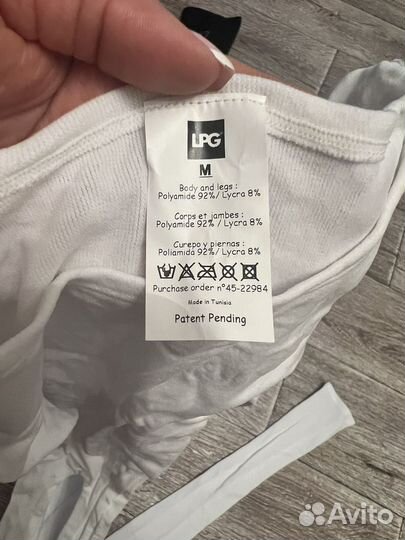 LPG
M
Body and legs :
Polyamide 92%/ Lycra 8%
Corps et jambes :
Polyamide 92%/ Lycra 8%
Curepo y piernas :
Poliamida 92%/ Lycra 8%
Purchase order n°45-22984
Made in Tunisia
Patent Pending
Avito